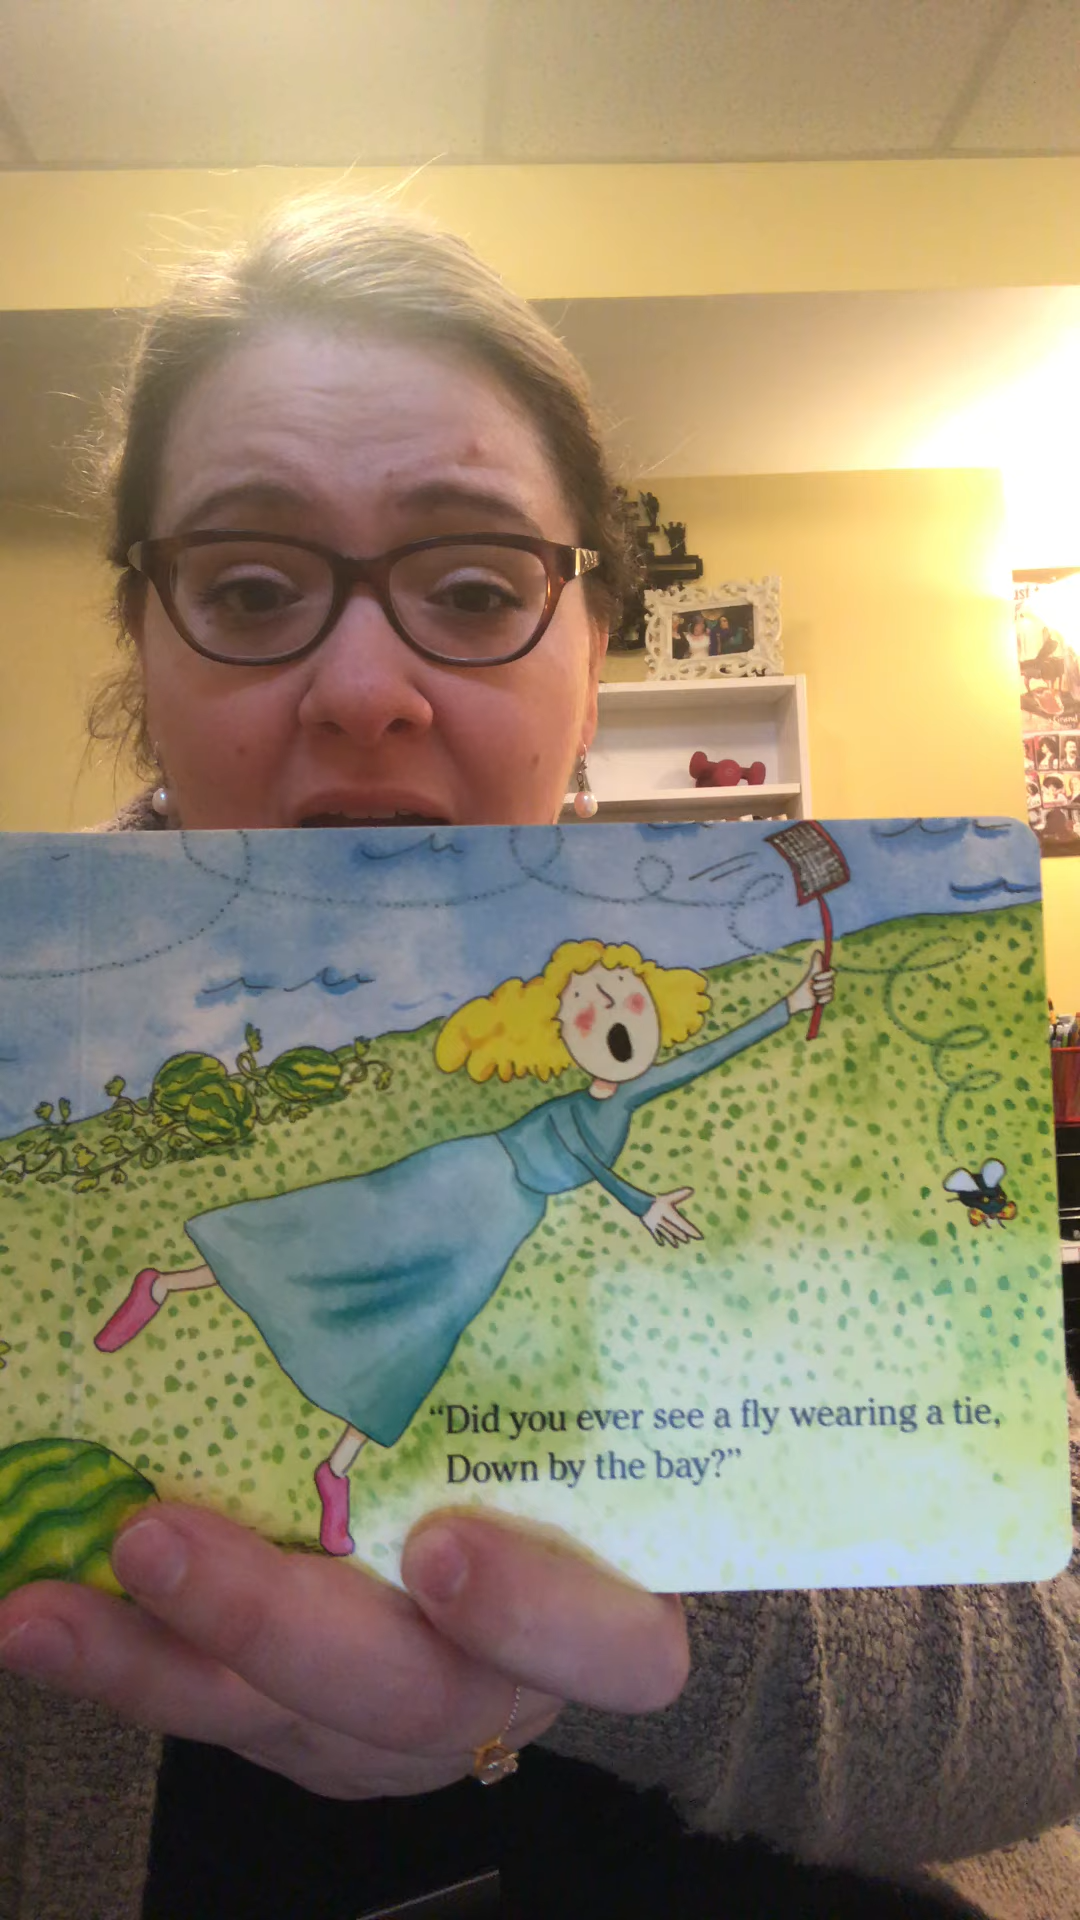 “Did you ever see a fly wearing a tie,
Down by the bay?”